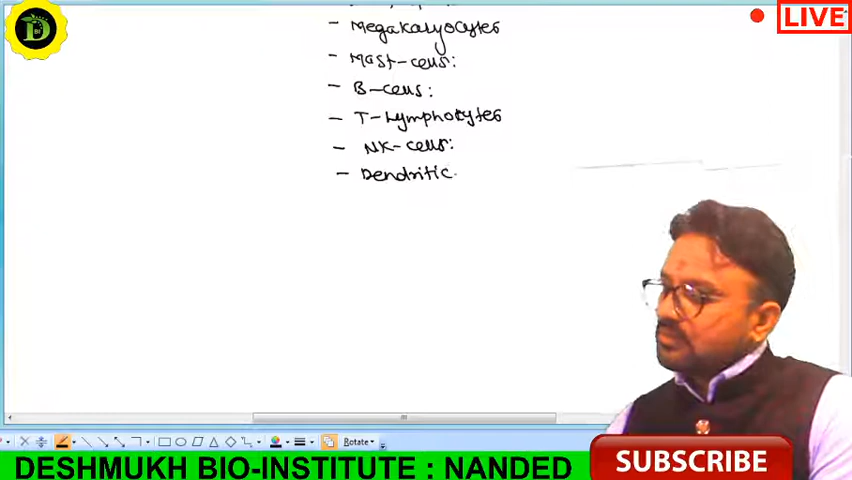 D
LIVE
- Megakaryocytes
- Mast-cells:
- B-cells:
- T-Lymphocytes
- NK-cells:
- Dendritic
Rotate
DESHMUKH BIO-INSTITUTE : NANDED
SUBSCRIBE